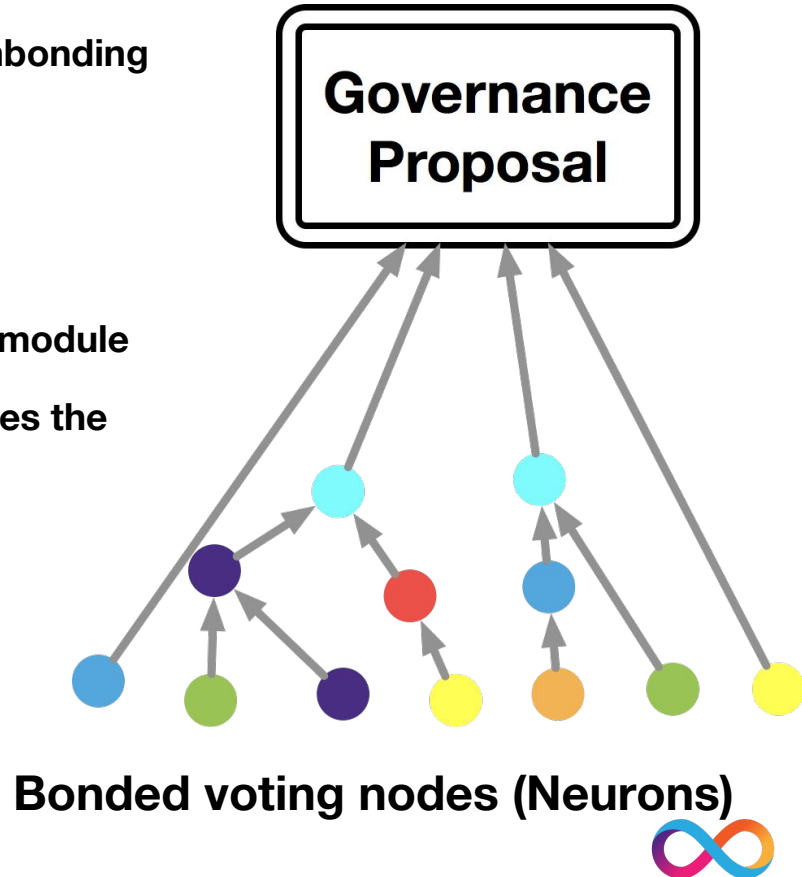 nbonding
Governance
Proposal
module
es the
Bonded voting nodes (Neurons)